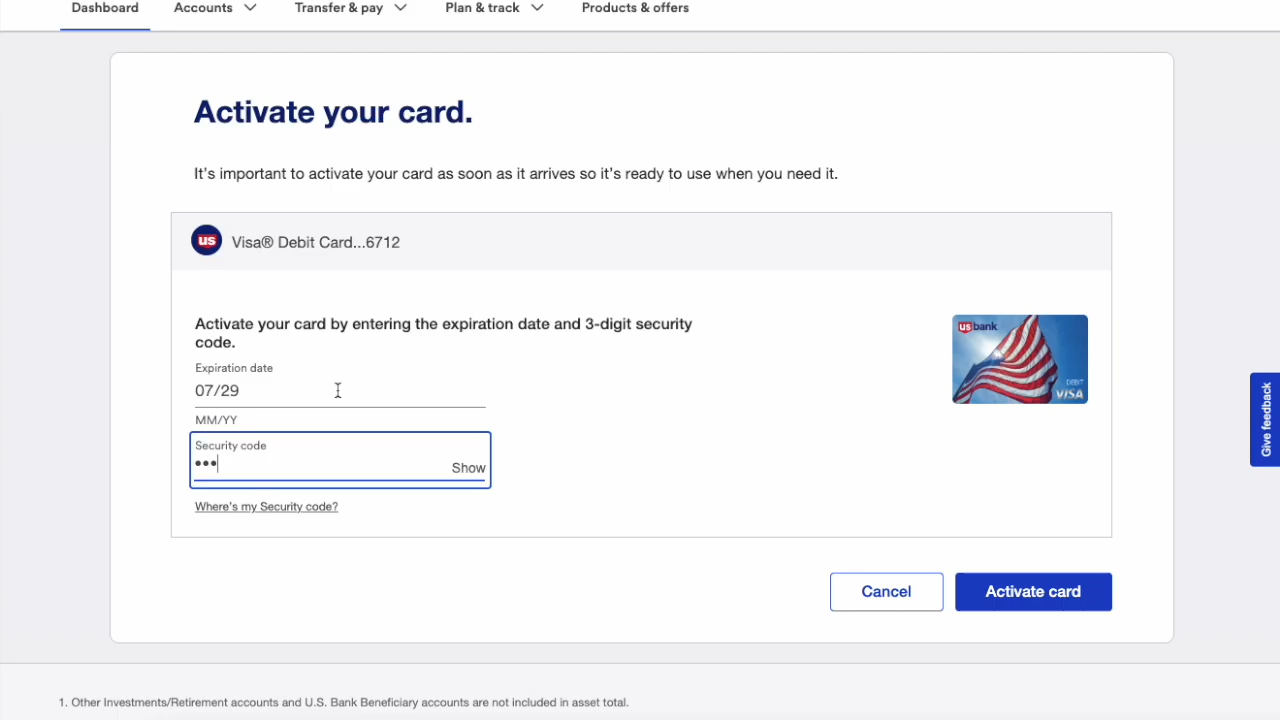 Dashboard Accounts Transfer & pay Plan & track Products & offers
Activate your card.
It's important to activate your card as soon as it arrives so it's ready to use when you need it.
us Visa® Debit Card...6712
Activate your card by entering the expiration date and 3-digit security
code.
Expiration date
07/29
MM/YY
Security code
•••
Show
Where's my Security code?
us bank
DEBIT
VISA
Give feedback
Cancel Activate card
1. Other Investments/Retirement accounts and U.S. Bank Beneficiary accounts are not included in asset total.